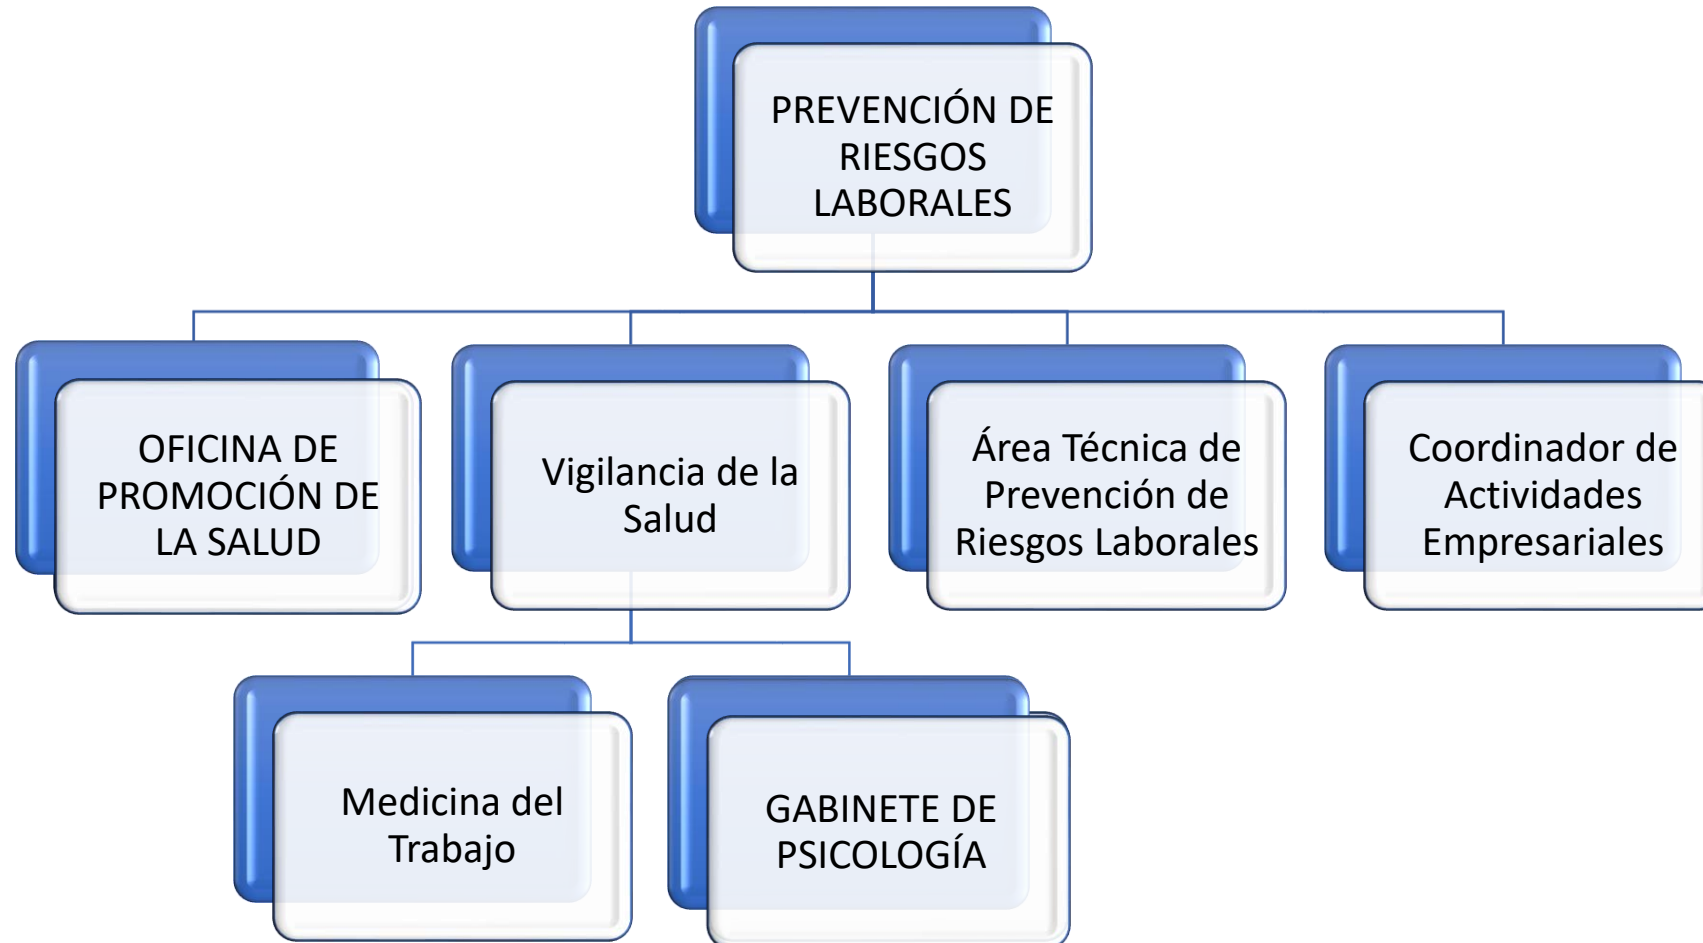 PREVENCIÓN DE
RIESGOS
LABORALES
OFICINA DE
PROMOCIÓN DE
LA SALUD
Vigilancia de la
Salud
Área Técnica de
Prevención de
Riesgos Laborales
Coordinador de
Actividades
Empresariales
Medicina del
Trabajo
GABINETE DE
PSICOLOGÍA